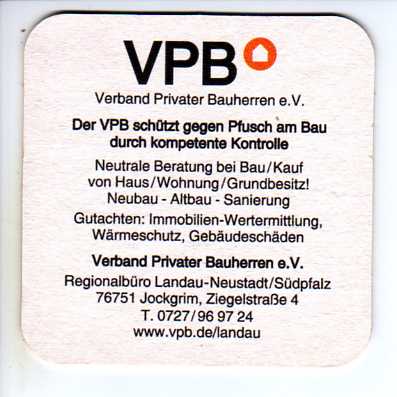 VPB
Verband Privater Bauherren e.V.
Der VPB schützt gegen Pfusch am Bau
durch kompetente Kontrolle
Neutrale Beratung bei Bau/Kauf
von Haus/Wohnung/Grundbesitz!
Neubau - Altbau - Sanierung
Gutachten: Immobilien-Wertermittlung,
Wärmeschutz, Gebäudeschäden
Verband Privater Bauherren e.V.
Regionalbüro Landau-Neustadt/Südpfalz
76751 Jockgrim, Ziegelstraße 4
T. 0727/96 97 24
www.vpb.de/landau